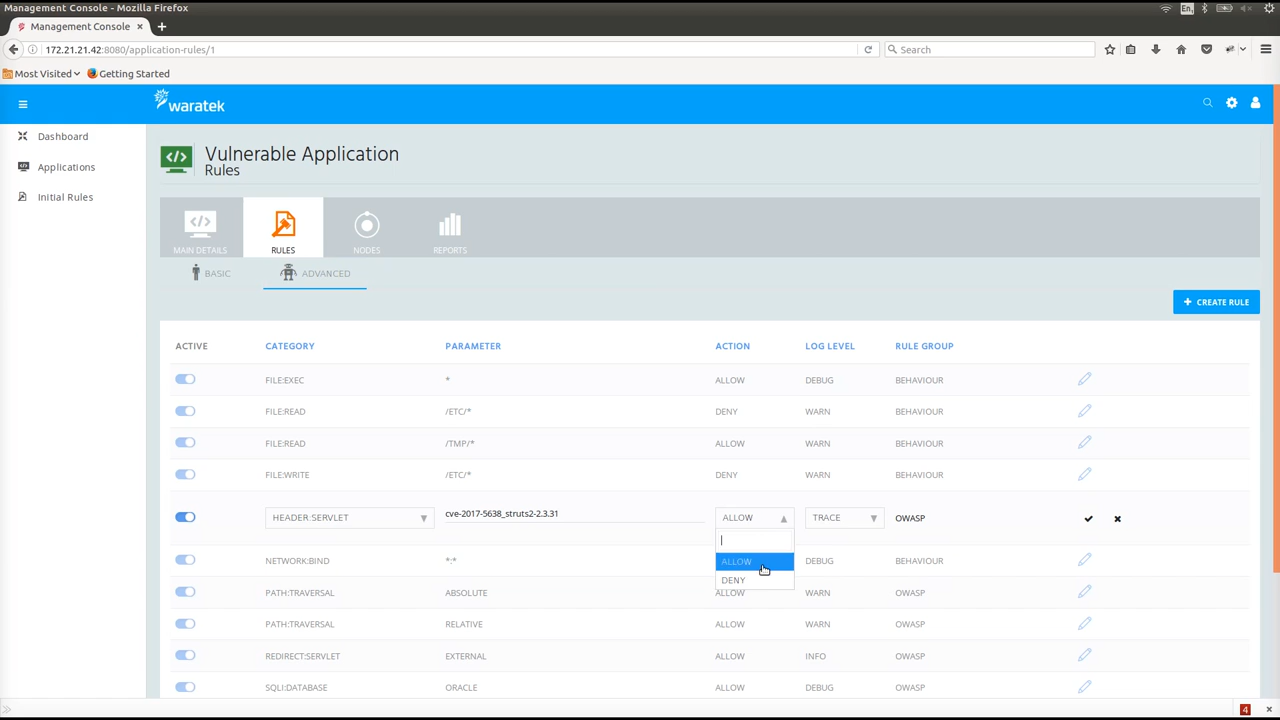 Management Console - Mozilla Firefox
En
Management Console × +
172.21.21.42:8080/application-rules/1
Search
Most Visited
Getting Started
waratek
Dashboard
Applications
Initial Rules
Vulnerable Application
Rules
MAIN DETAILS
RULES
NODES
REPORTS
BASIC
ADVANCED
+ CREATE RULE
ACTIVE CATEGORY PARAMETER ACTION LOG LEVEL RULE GROUP
FILE:EXEC * ALLOW DEBUG BEHAVIOUR
FILE:READ /ETC/* DENY WARN BEHAVIOUR
FILE:READ /TMP/* ALLOW WARN BEHAVIOUR
FILE:WRITE /ETC/* DENY WARN BEHAVIOUR
HEADER:SERVLET cve-2017-5638_struts2-2.3.31 ALLOW TRACE OWASP
ALLOW
DENY
NETWORK:BIND *:* DEBUG BEHAVIOUR
PATH:TRAVERSAL ABSOLUTE ALLOW WARN OWASP
PATH:TRAVERSAL RELATIVE ALLOW WARN OWASP
REDIRECT:SERVLET EXTERNAL ALLOW INFO OWASP
SQLI:DATABASE ORACLE ALLOW DEBUG OWASP
4